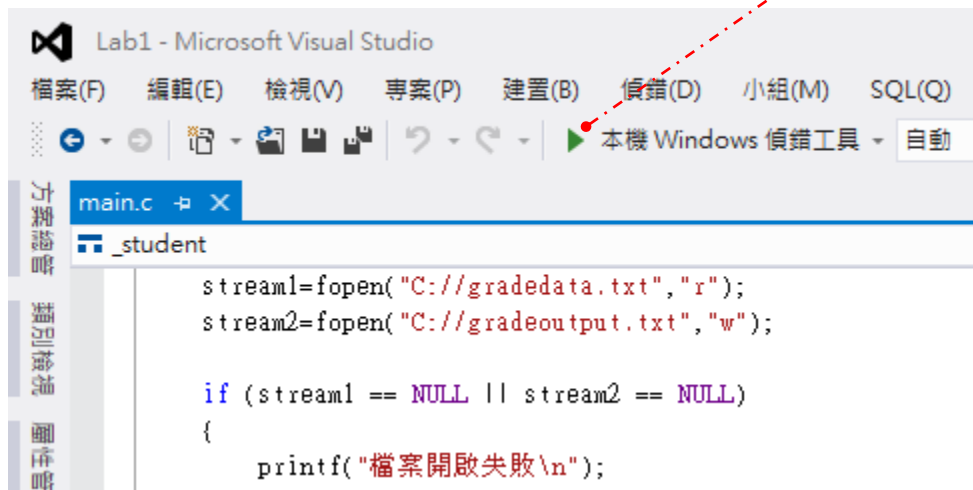 Lab1 - Microsoft Visual Studio
檔案(F) 編輯(E) 檢視(V) 專案(P) 建置(B) 偵錯(D) 小組(M) SQL(Q)
本機 Windows 偵錯工具 自動
方案總管
類別檢視
屬性管
main.c
_student
stream1=fopen("C://gradedata.txt","r");
stream2=fopen("C://gradeoutput.txt","w");
if (stream1 == NULL || stream2 == NULL)
{
printf("檔案開啟失敗\n");